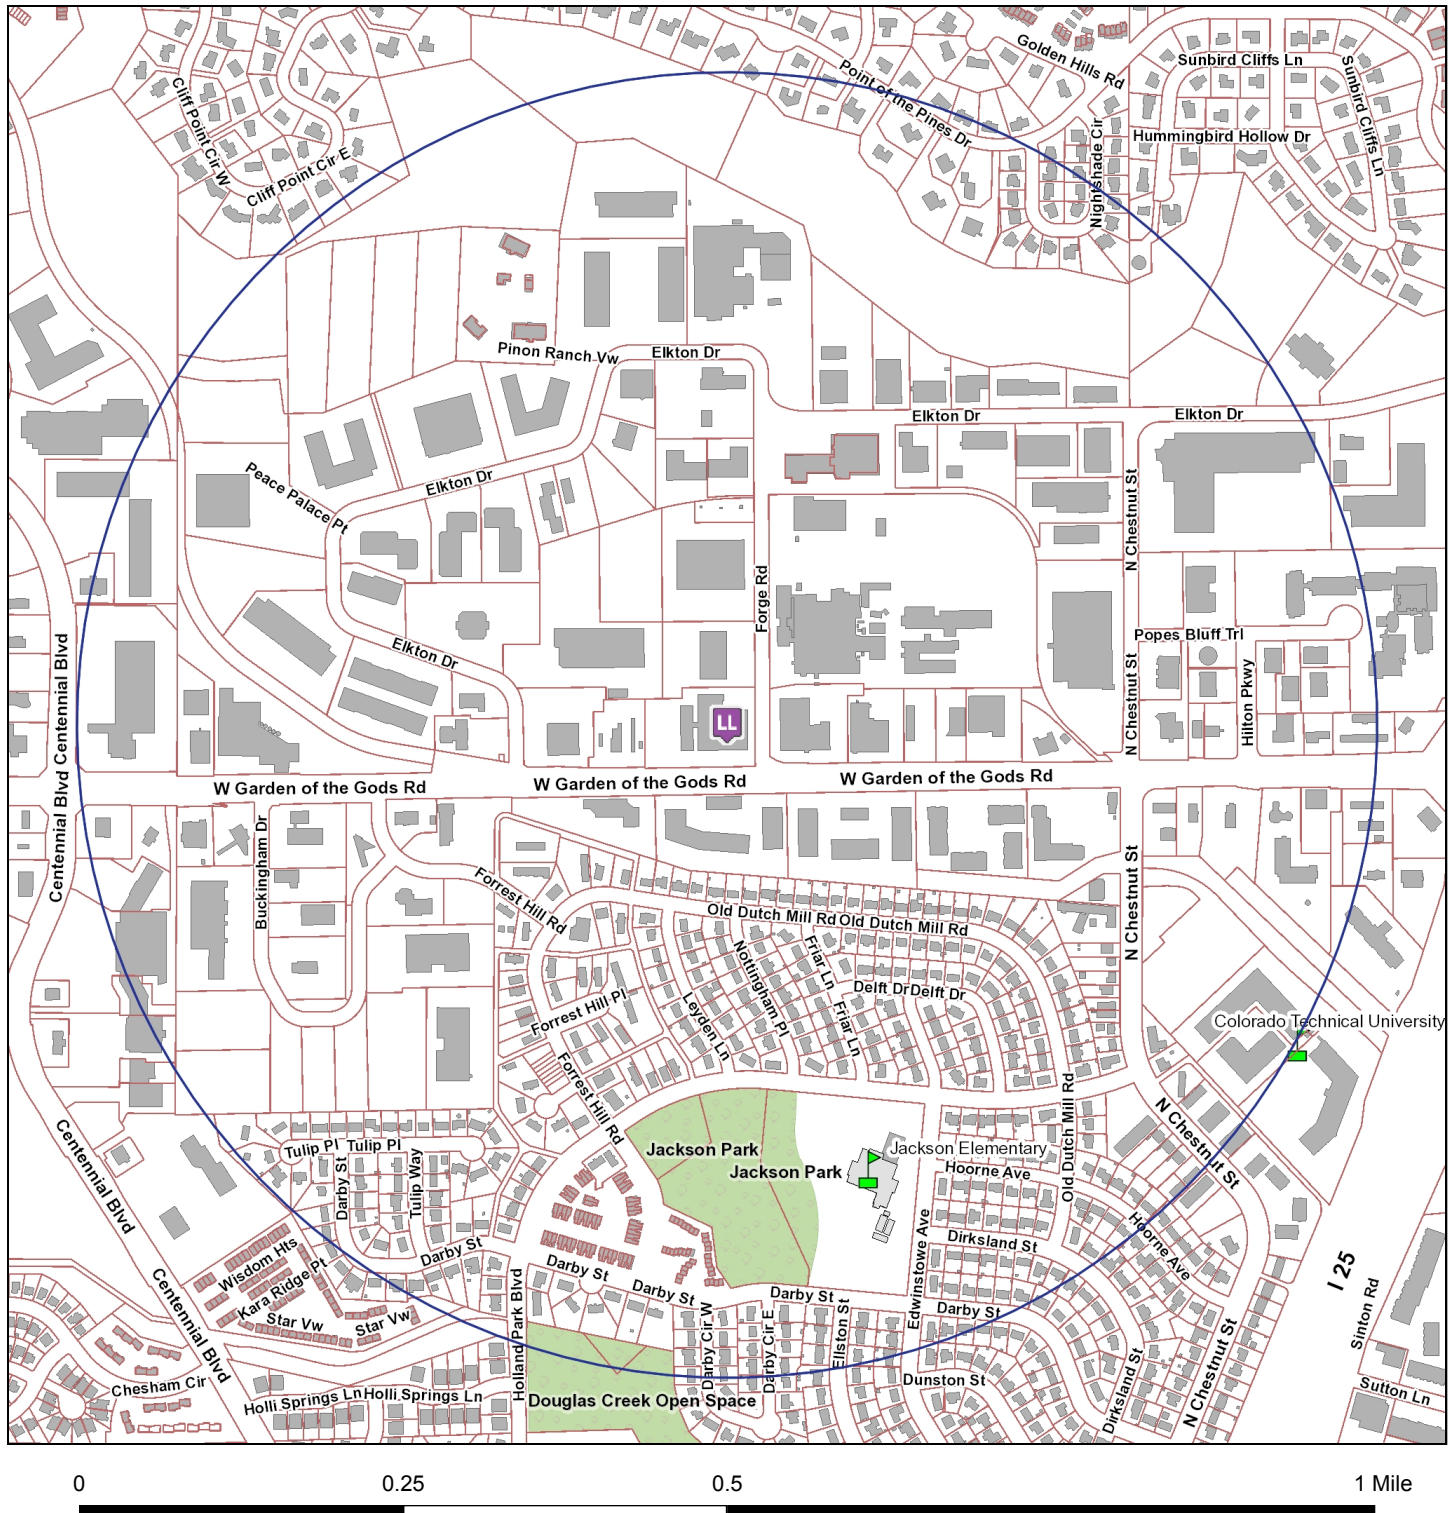 Golden Hills Rd
Sunbird Cliffs Ln
Sunbird Cliffs Ln
Point of the Pines Dr
Cliff Point Cir W
Cliff Point Cir E
Nightshade Cir
Hummingbird Hollow Dr
Pinon Ranch Vw
Elkton Dr
Elkton Dr
Elkton Dr
Elkton Dr
Peace Palace Pt
N Chestnut St
Forge Rd
Elkton Dr
Popes Bluff Trl
N Chestnut St
Hilton Pkwy
Centennial Blvd
Centennial Blvd
LL
W Garden of the Gods Rd
W Garden of the Gods Rd
W Garden of the Gods Rd
Centennial Blvd
Buckingham Dr
Forrest Hill Rd
N Chestnut St
Old Dutch Mill Rd
Old Dutch Mill Rd
Nottingham Pl
Friar Ln
Delft Dr
Delft Dr
Forrest Hill Pl
Leyden Ln
Friar Ln
Colorado Technical University
Forrest Hill Rd
Old Dutch Mill Rd
N Chestnut St
Centennial Blvd
Tulip Pl
Tulip Pl
Darby St
Tulip Way
Jackson Park
Jackson Park
Jackson Elementary
Hoorne Ave
Hoorne Ave
Edwinstowe Ave
Dirksland St
Darby St
Wisdom Hts
Kara Ridge Pt
Star Vw
Star Vw
Darby St
Darby St
Darby St
Darby St
Holland Park Blvd
I 25
Sinton Rd
Centennial Blvd
Darby Cir W
Darby Cir E
Ellston St
Dunston St
Dirksland St
N Chestnut St
Chesham Cir
Holli Springs Ln
Holli Springs Ln
Douglas Creek Open Space
Sutton Ln
0 0.25 0.5 1 Mile